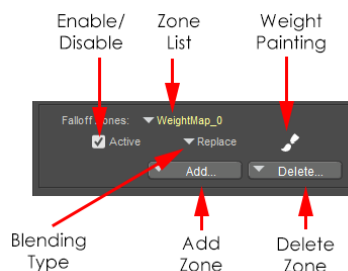 Enable/ Zone Weight
Disable List Painting
Falloff Zones: WeightMap_0
Active Replace
Add... Delete...
Blending Add Delete
Type Zone Zone